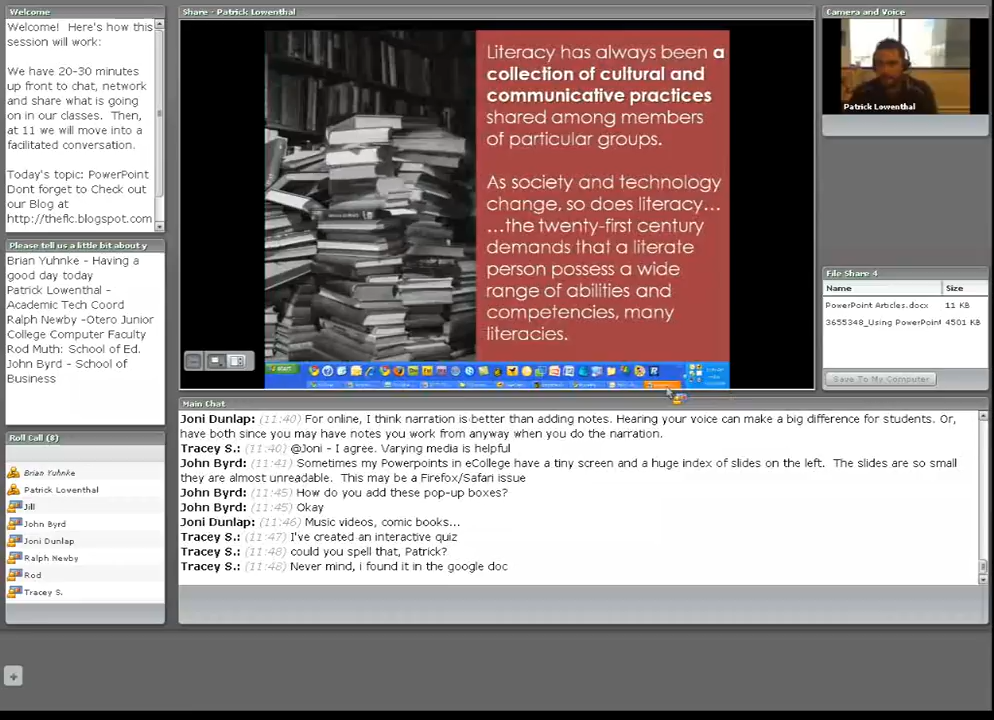 Welcome
Welcome! Here's how this
session will work:
We have 20-30 minutes
up front to chat, network
and share what is going
on in our classes. Then,
at 11 we will move into a
facilitated conversation.
Today's topic: PowerPoint
Dont forget to Check out
our Blog at
http://theflc.blogspot.com
Please tell us a little bit about y
Brian Yuhnke - Having a
good day today
Patrick Lowenthal -
Academic Tech Coord
Ralph Newby -Otero Junior
College Computer Faculty
Rod Muth: School of Ed.
John Byrd - School of
Business
Roll Call (8)
Brian Yuhnke
Patrick Lowenthal
Jill
John Byrd
Joni Dunlap
Ralph Newby
Rod
Tracey S.
Share - Patrick Lowenthal
Literacy has always been a
collection of cultural and
communicative practices
shared among members
of particular groups.
As society and technology
change, so does literacy…
…the twenty-first century
demands that a literate
person possess a wide
range of abilities and
competencies, many
literacies.
start
Main Chat
Joni Dunlap: (11:40) For online, I think narration is better than adding notes. Hearing your voice can make a big difference for students. Or,
have both since you may have notes you work from anyway when you do the narration.
Tracey S.: (11:40) @Joni - I agree. Varying media is helpful
John Byrd: (11:41) Sometimes my Powerpoints in eCollege have a tiny screen and a huge index of slides on the left. The slides are so small
they are almost unreadable. This may be a Firefox/Safari issue
John Byrd: (11:45) How do you add these pop-up boxes?
John Byrd: (11:45) Okay
Joni Dunlap: (11:46) Music videos, comic books...
Tracey S.: (11:47) I've created an interactive quiz
Tracey S.: (11:48) could you spell that, Patrick?
Tracey S.: (11:48) Never mind, i found it in the google doc
Camera and Voice
Patrick Lowenthal
File Share 4
Name Size
PowerPoint Articles.docx 11 KB
3655348_Using PowerPoint 4501 KB
Save To My Computer